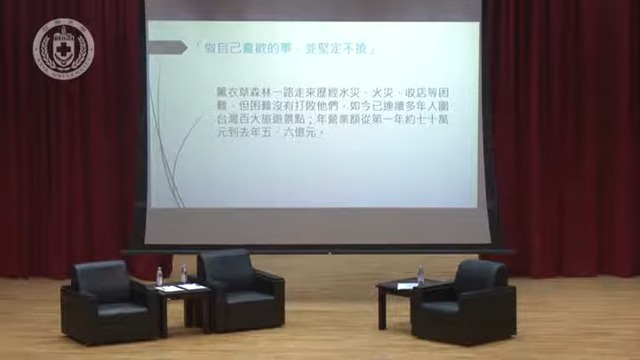 「做自己喜歡的事，並堅定不撓」
薰衣草森林一路走來歷經水災、火災、收店等困
難，但困難沒有打敗他們，如今已連續多年入圍
台灣百大旅遊景點；年營業額從第一年約七十萬
元到去年五、六億元。